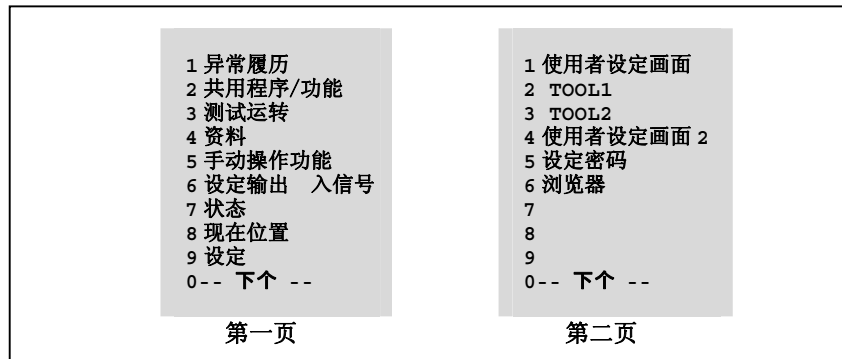 1 异常履历
2 共用程序/功能
3 测试运转
4 资料
5 手动操作功能
6 设定输出 入信号
7 状态
8 现在位置
9 设定
0-- 下个 --
第一页
1 使用者设定画面
2 TOOL1
3 TOOL2
4 使用者设定画面 2
5 设定密码
6 浏览器
7
8
9
0-- 下个 --
第二页